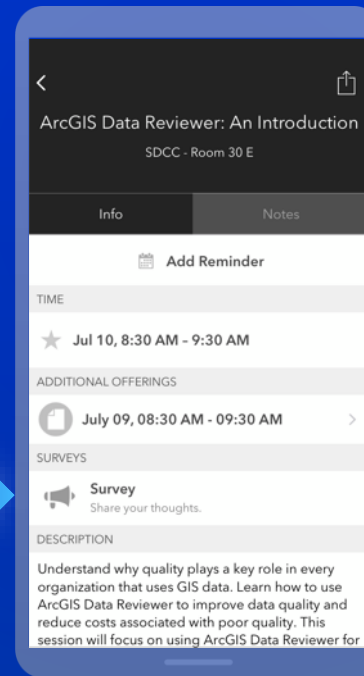 ArcGIS Data Reviewer: An Introduction
SDCC - Room 30 E
Info
Notes
Add Reminder
TIME
Jul 10, 8:30 AM – 9:30 AM
ADDITIONAL OFFERINGS
July 09, 08:30 AM - 09:30 AM
SURVEYS
Survey
Share your thoughts.
DESCRIPTION
Understand why quality plays a key role in every
organization that uses GIS data. Learn how to use
ArcGIS Data Reviewer to improve data quality and
reduce costs associated with poor quality. This
session will focus on using ArcGIS Data Reviewer for